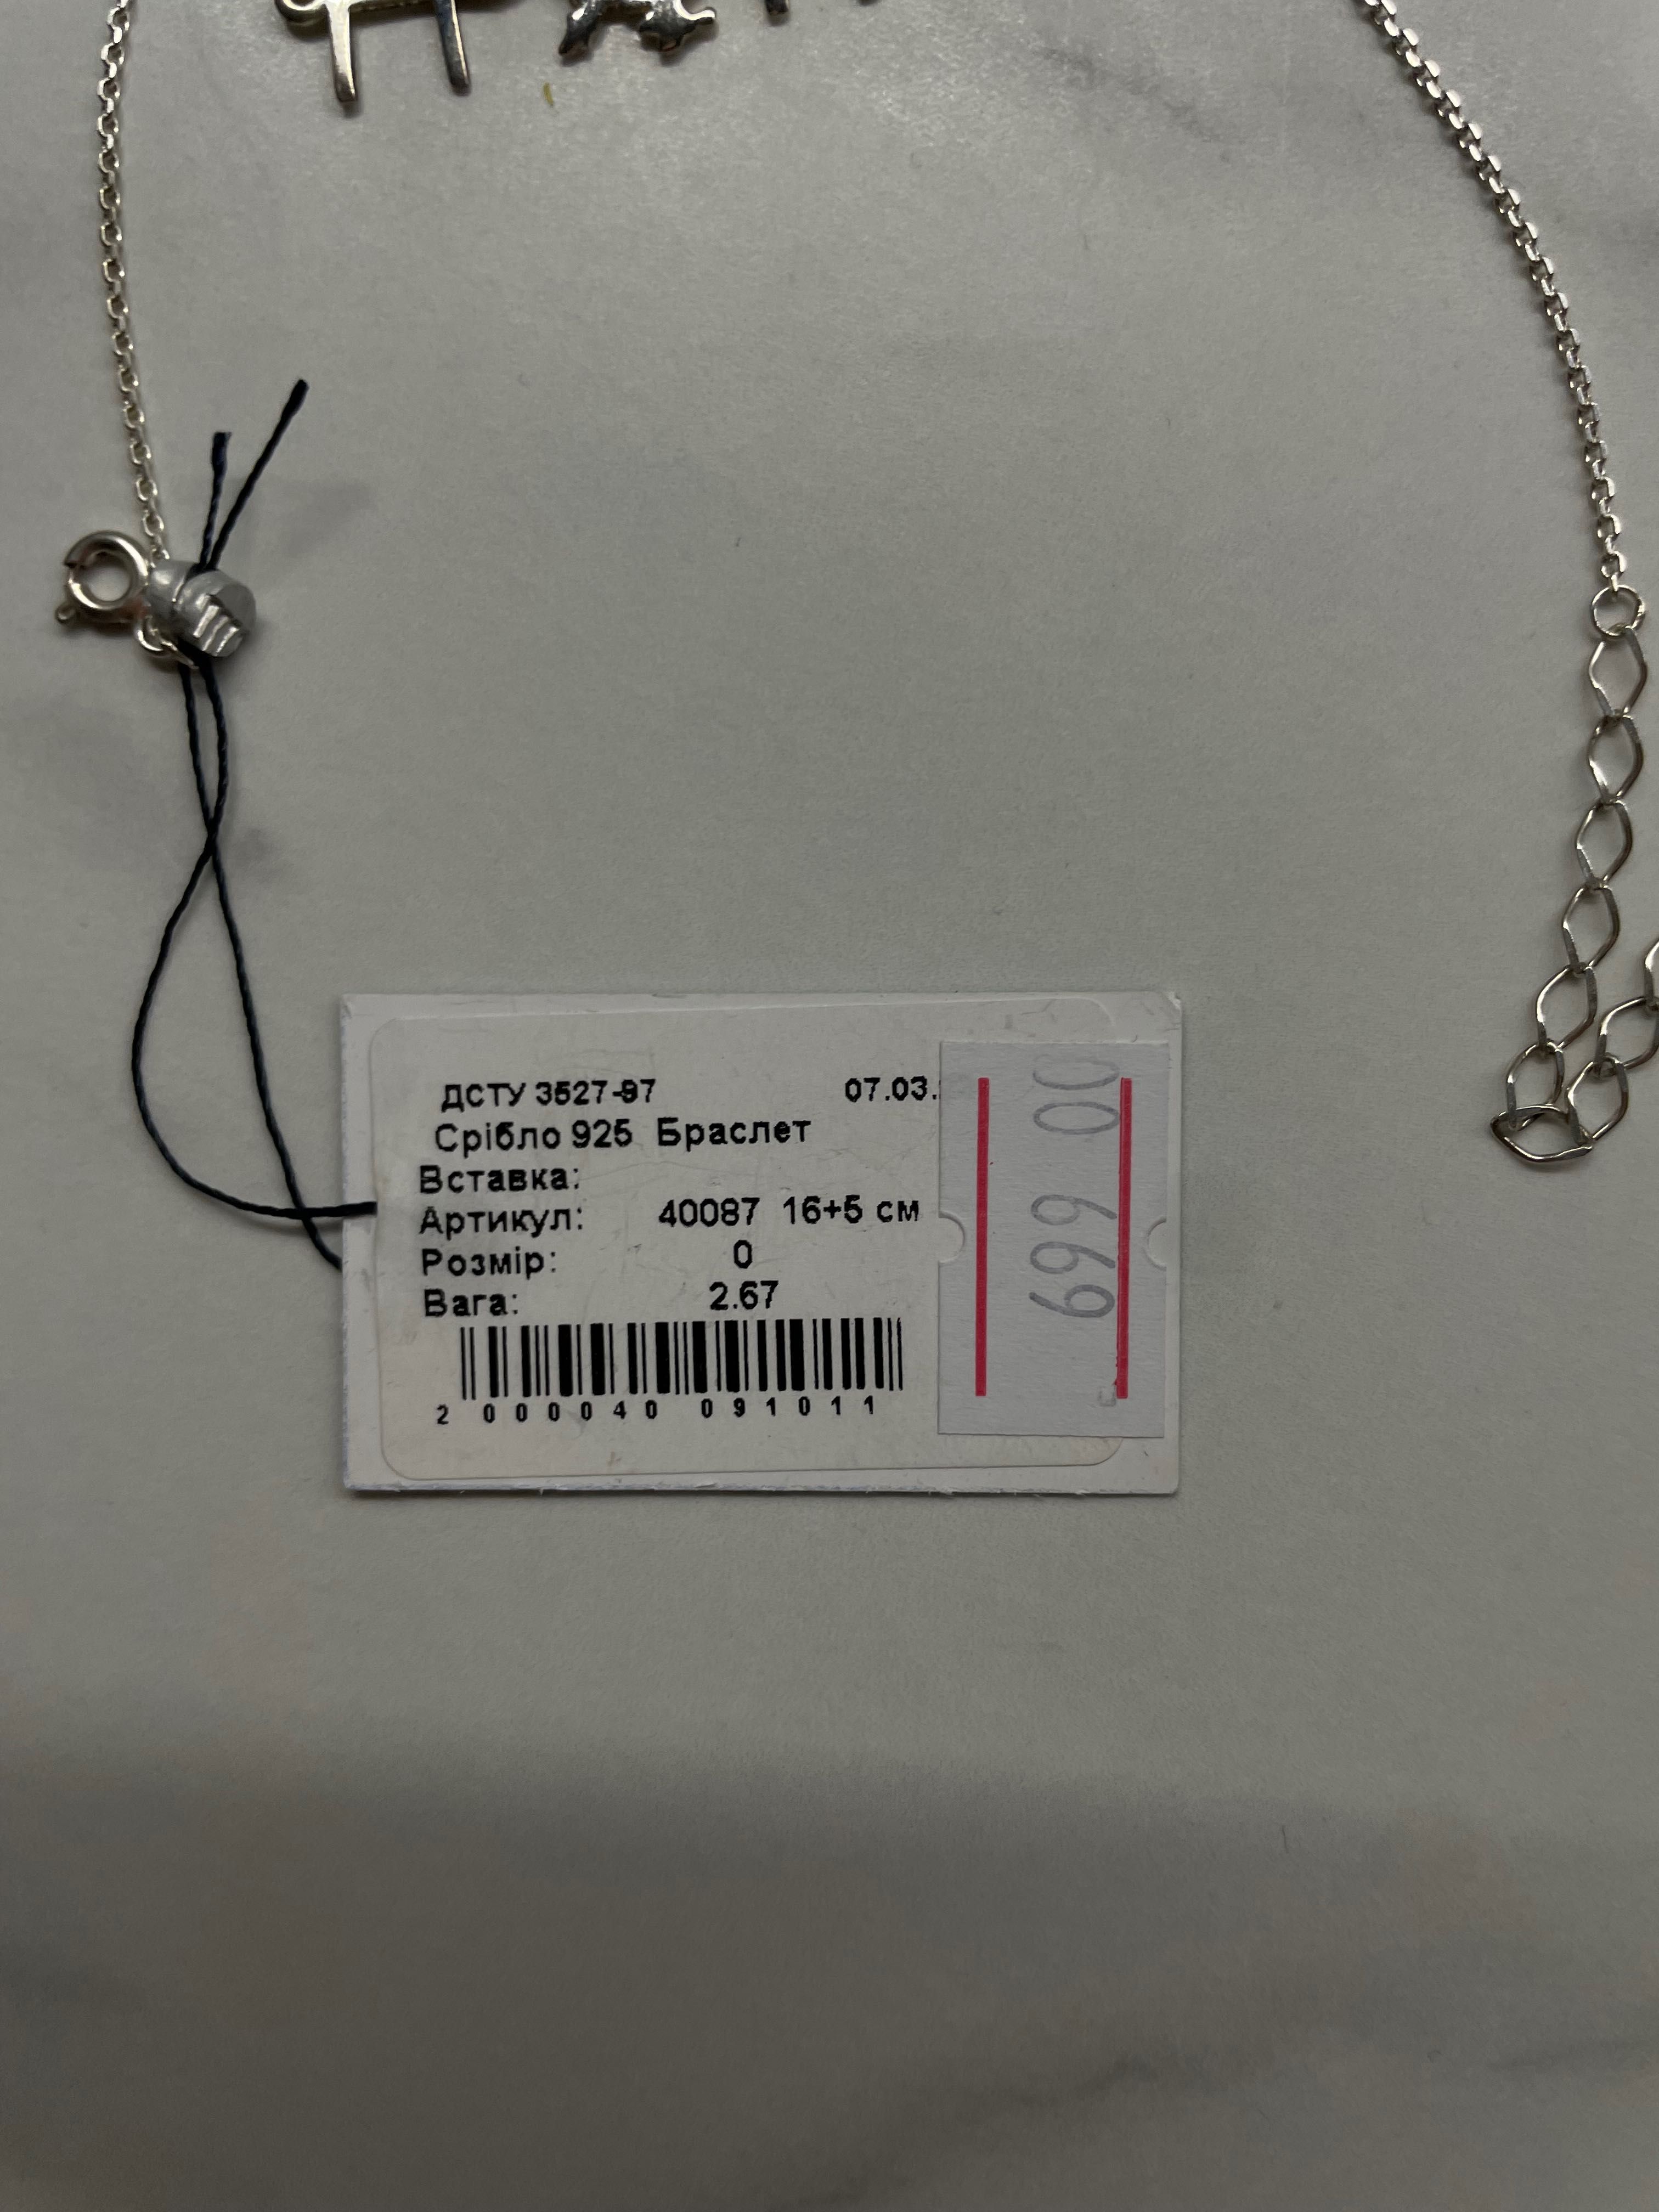 ДСТУ 3527-97 07.03.
Срібло 925 Браслет
Вставка:
Артикул: 40087 16+5 см
Розмір: 0
Вага: 2.67
2 000040 091011
699 00